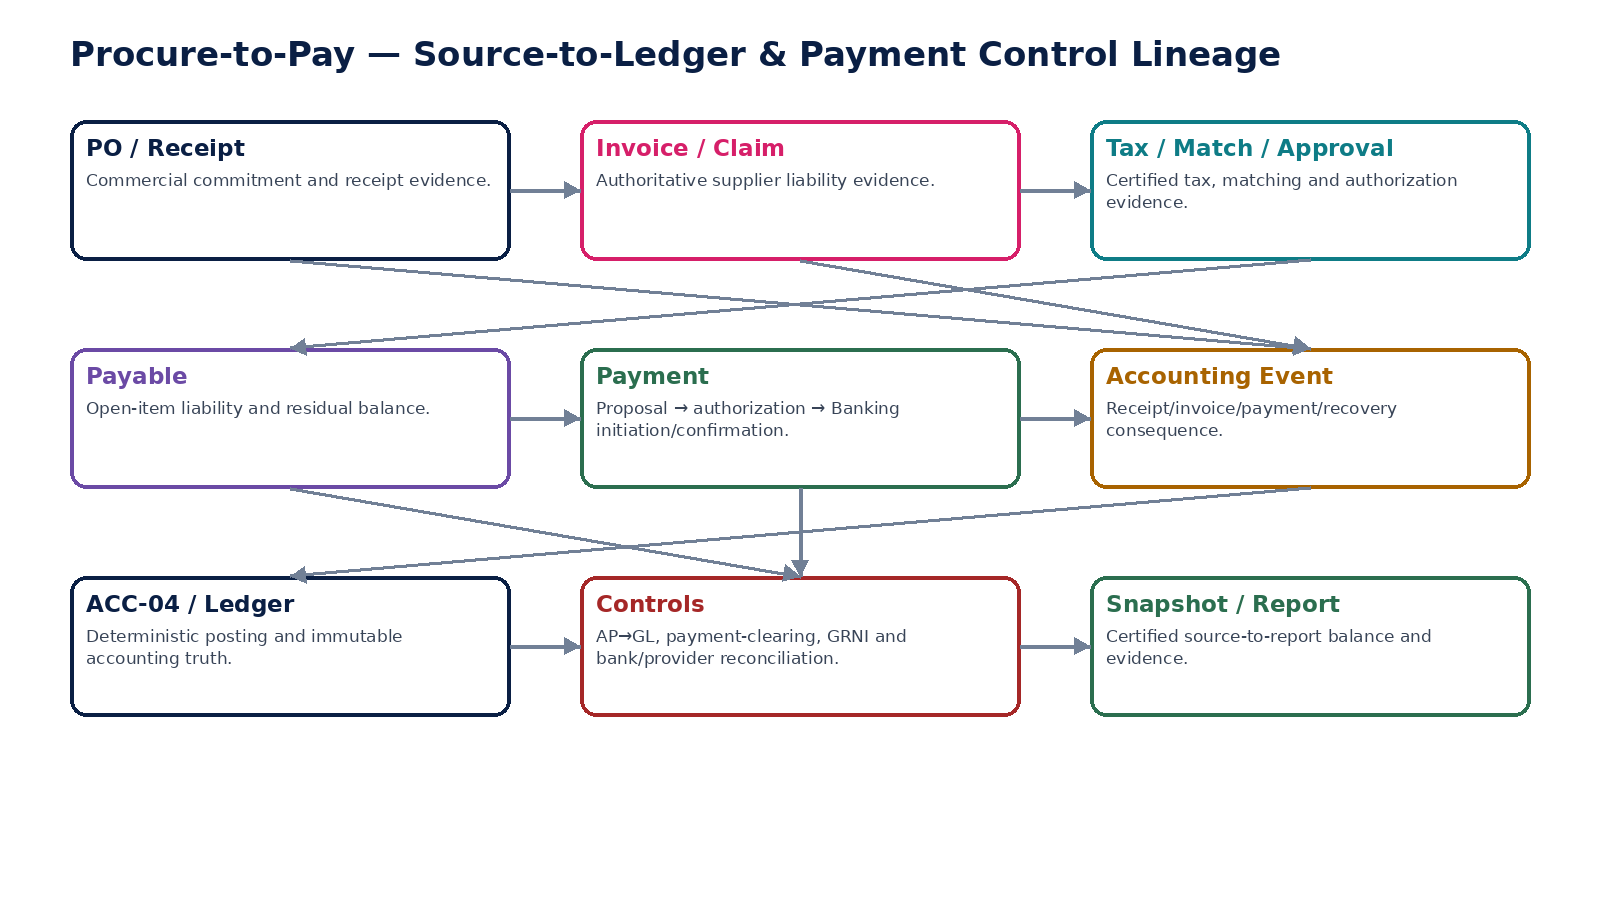 Procure-to-Pay — Source-to-Ledger & Payment Control Lineage
PO / Receipt
Commercial commitment and receipt evidence.
Invoice / Claim
Authoritative supplier liability evidence.
Tax / Match / Approval
Certified tax, matching and authorization
evidence.
Payable
Open-item liability and residual balance.
Payment
Proposal → authorization → Banking
initiation/confirmation.
Accounting Event
Receipt/invoice/payment/recovery
consequence.
ACC-04 / Ledger
Deterministic posting and immutable
accounting truth.
Controls
AP→GL, payment-clearing, GRNI and
bank/provider reconciliation.
Snapshot / Report
Certified source-to-report balance and
evidence.